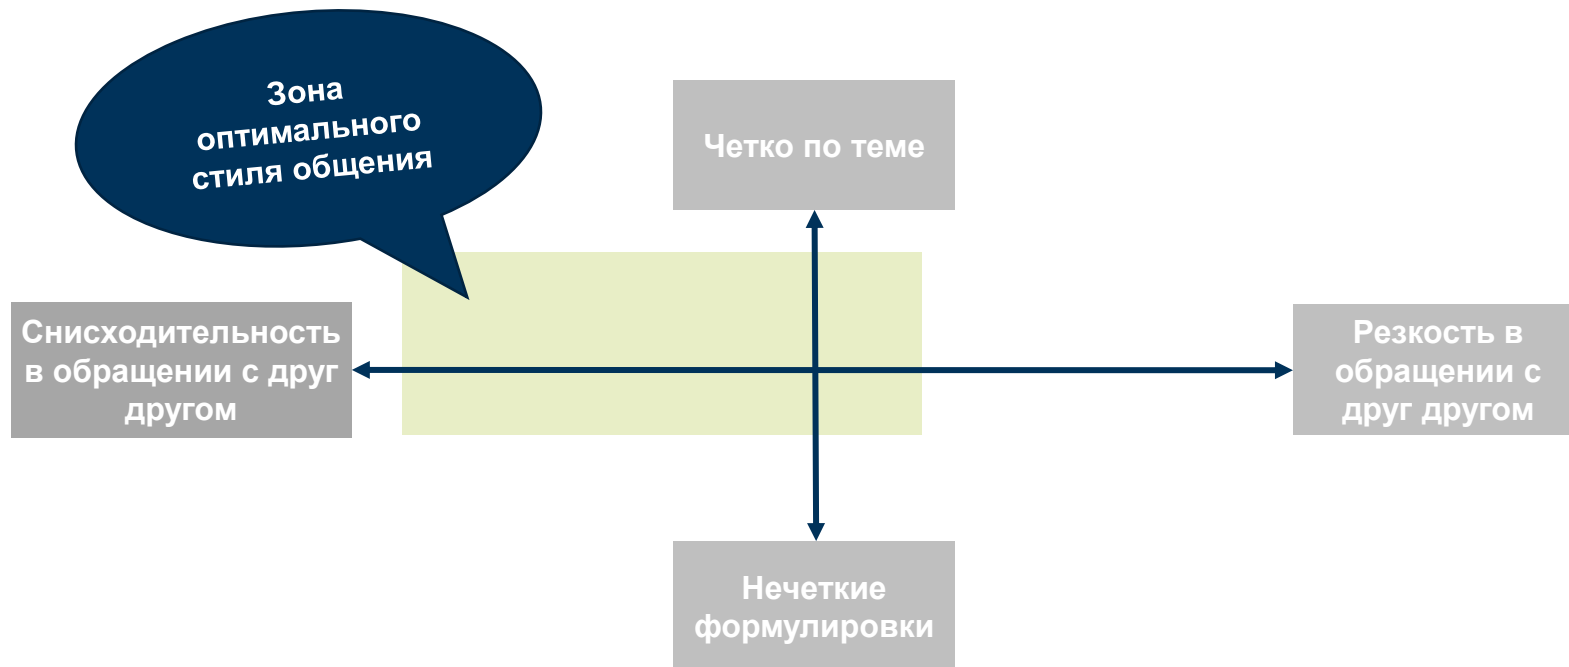 Зона
оптимального
стиля общения
Четко по теме
Снисходительность
в обращении с друг
другом
Резкость в
обращении с
друг другом
Нечеткие
формулировки